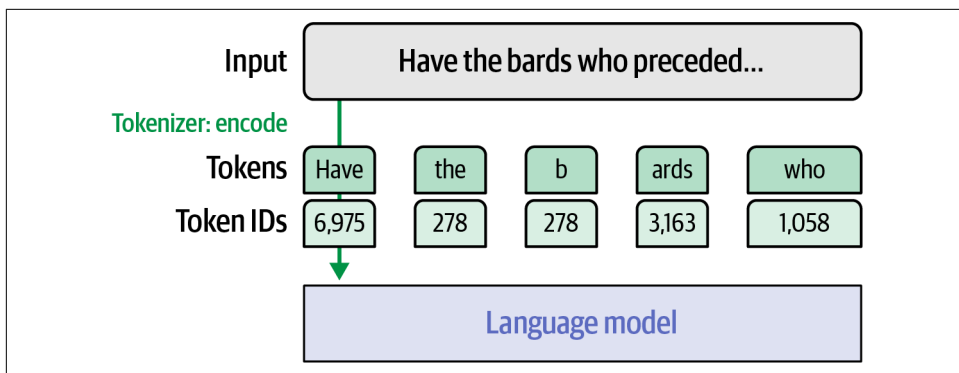 Input Have the bards who preceded...
Tokenizer: encode
Tokens Have the b ards who
Token IDs 6,975 278 278 3,163 1,058
Language model